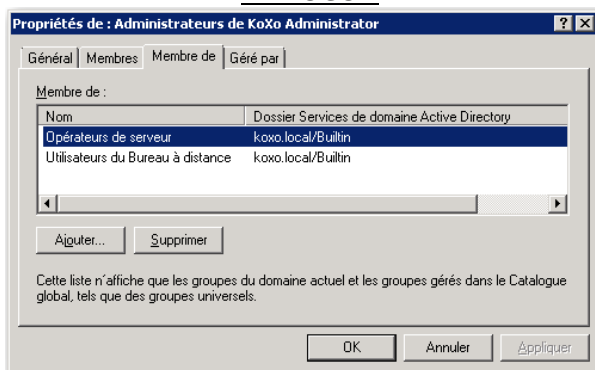 Propriétés de : Administrateurs de KoXo Administrator
Général Membres Membre de Géré par
Membre de :
Nom Dossier Services de domaine Active Directory
Opérateurs de serveur koxo.local/Builtin
Utilisateurs du Bureau à distance koxo.local/Builtin
Ajouter... Supprimer
Cette liste n'affiche que les groupes du domaine actuel et les groupes gérés dans le Catalogue
global, tels que des groupes universels.
OK Annuler Appliquer